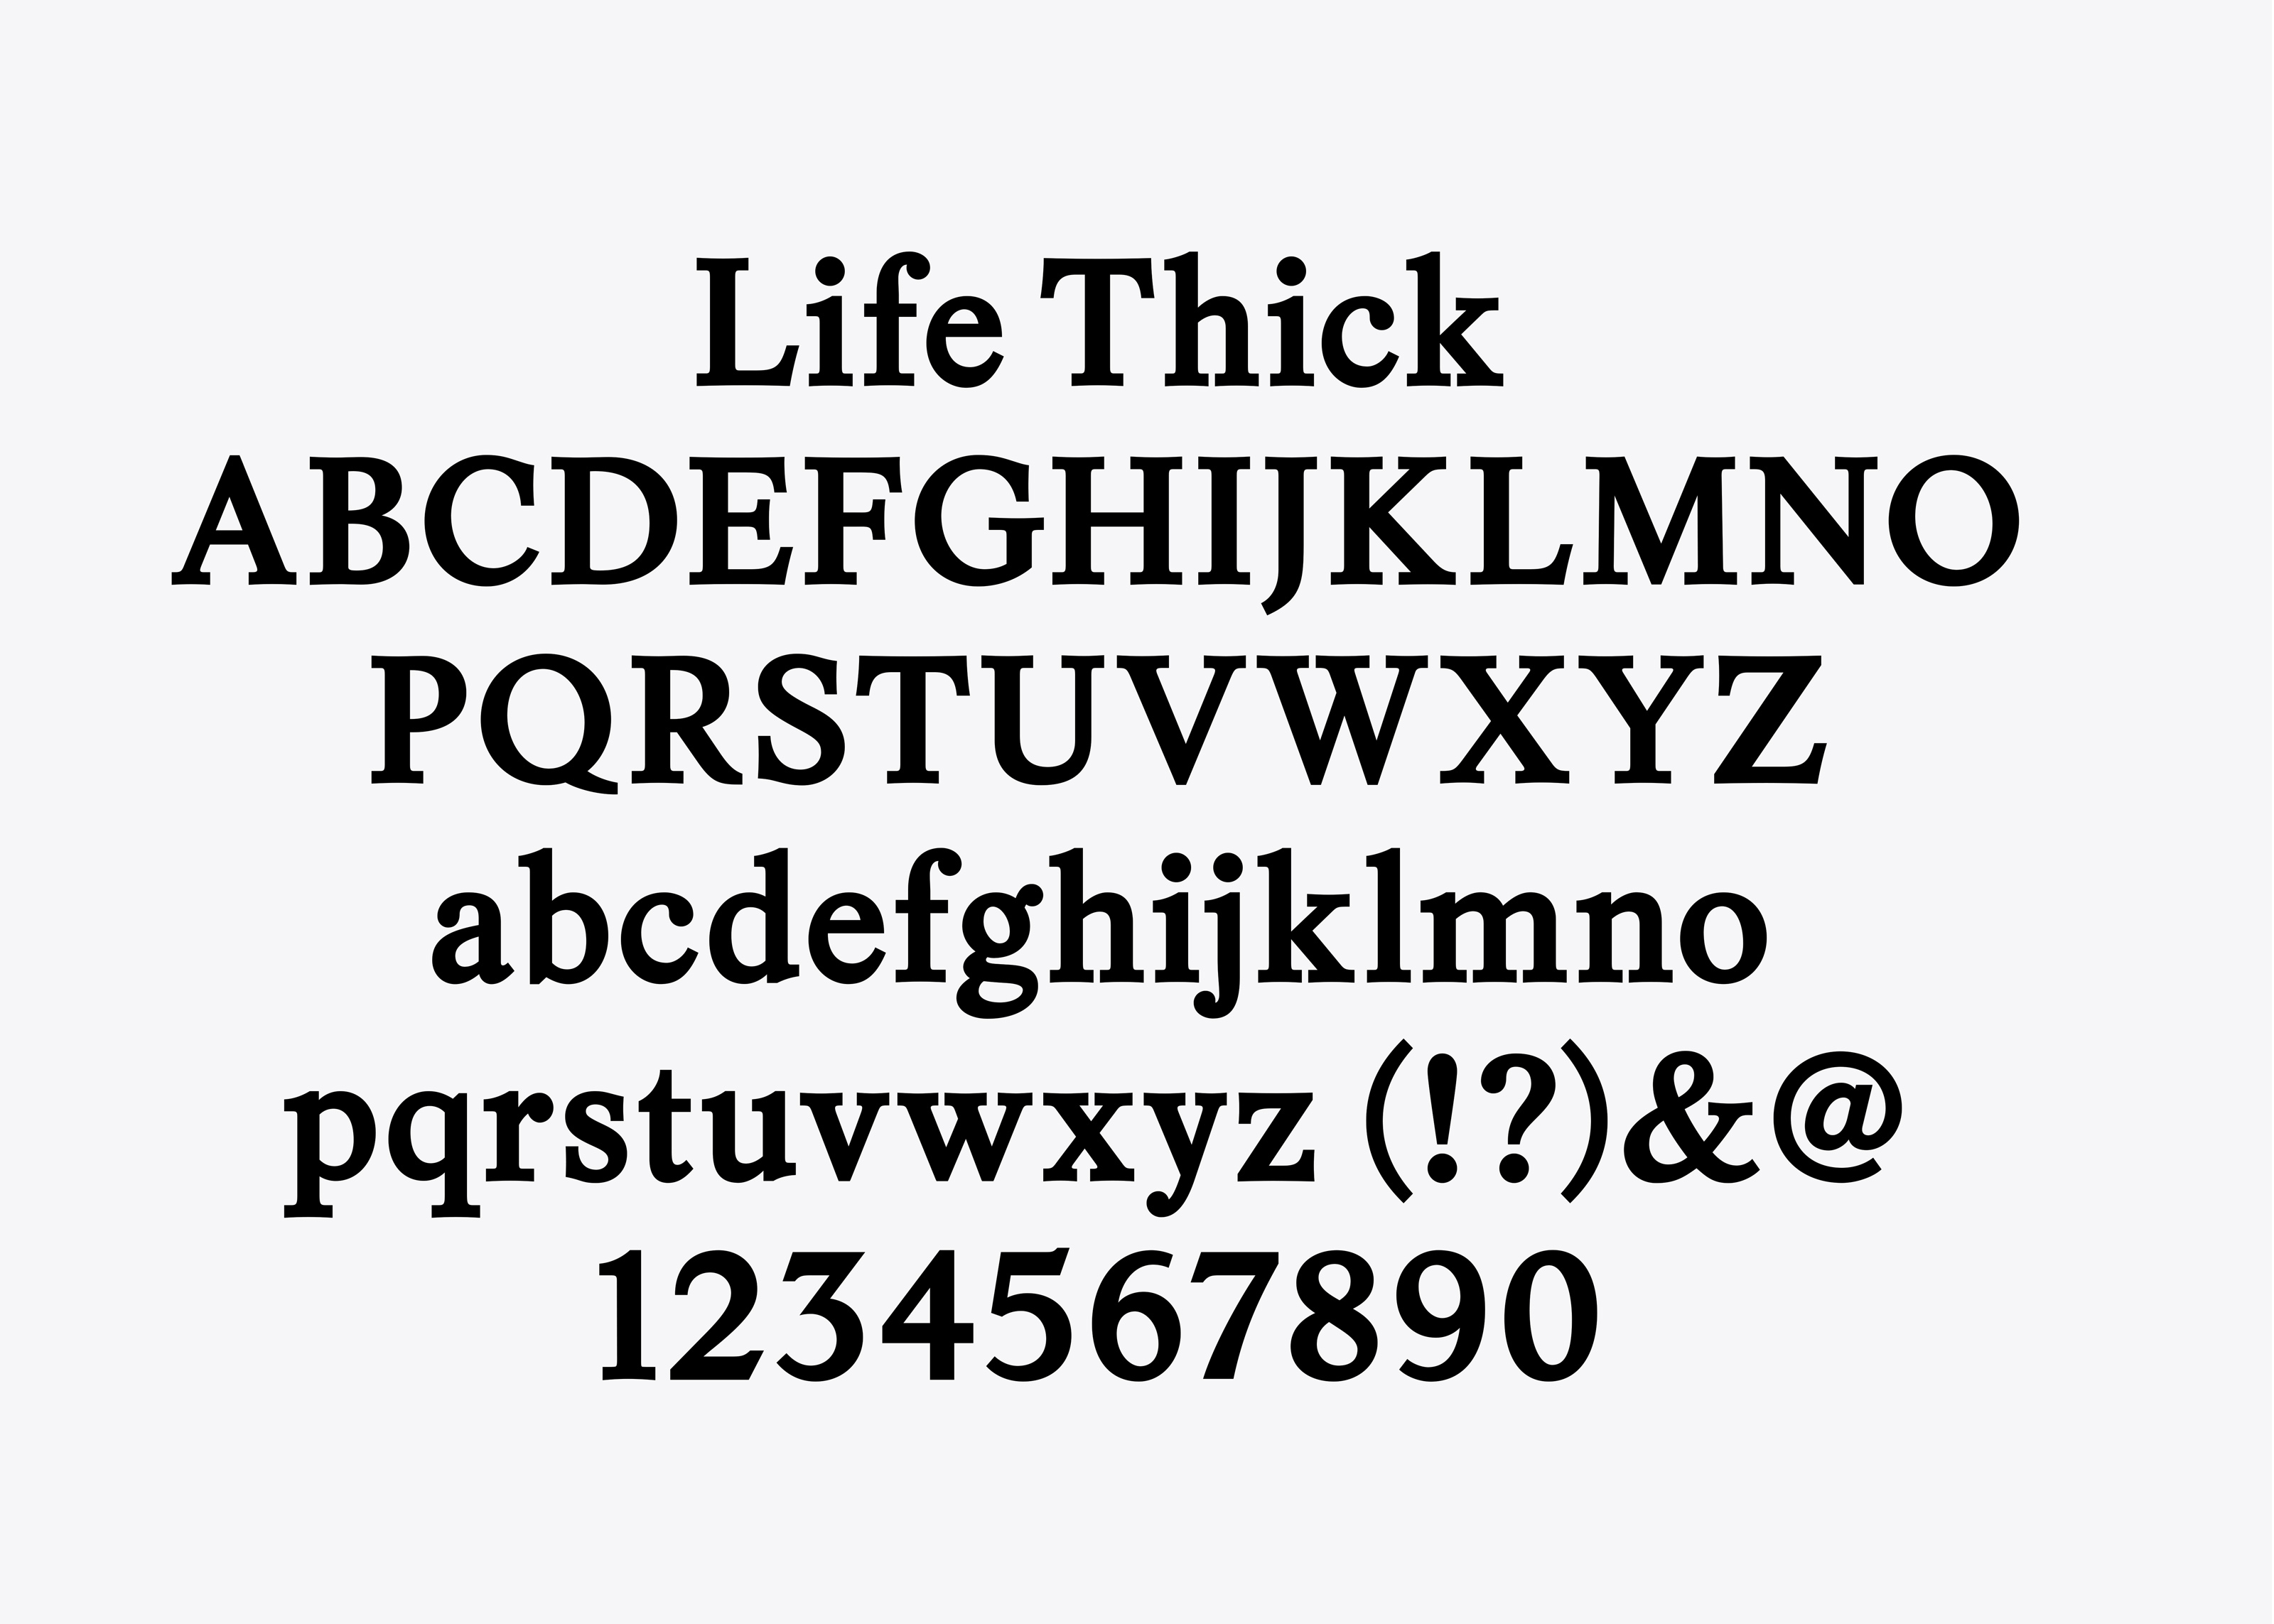 Life Thick
ABCDEFGHIJKLMNO
PQRSTUVWXYZ
abcdefghijklmno
pqrstuvwxyz (!?)&@
1234567890